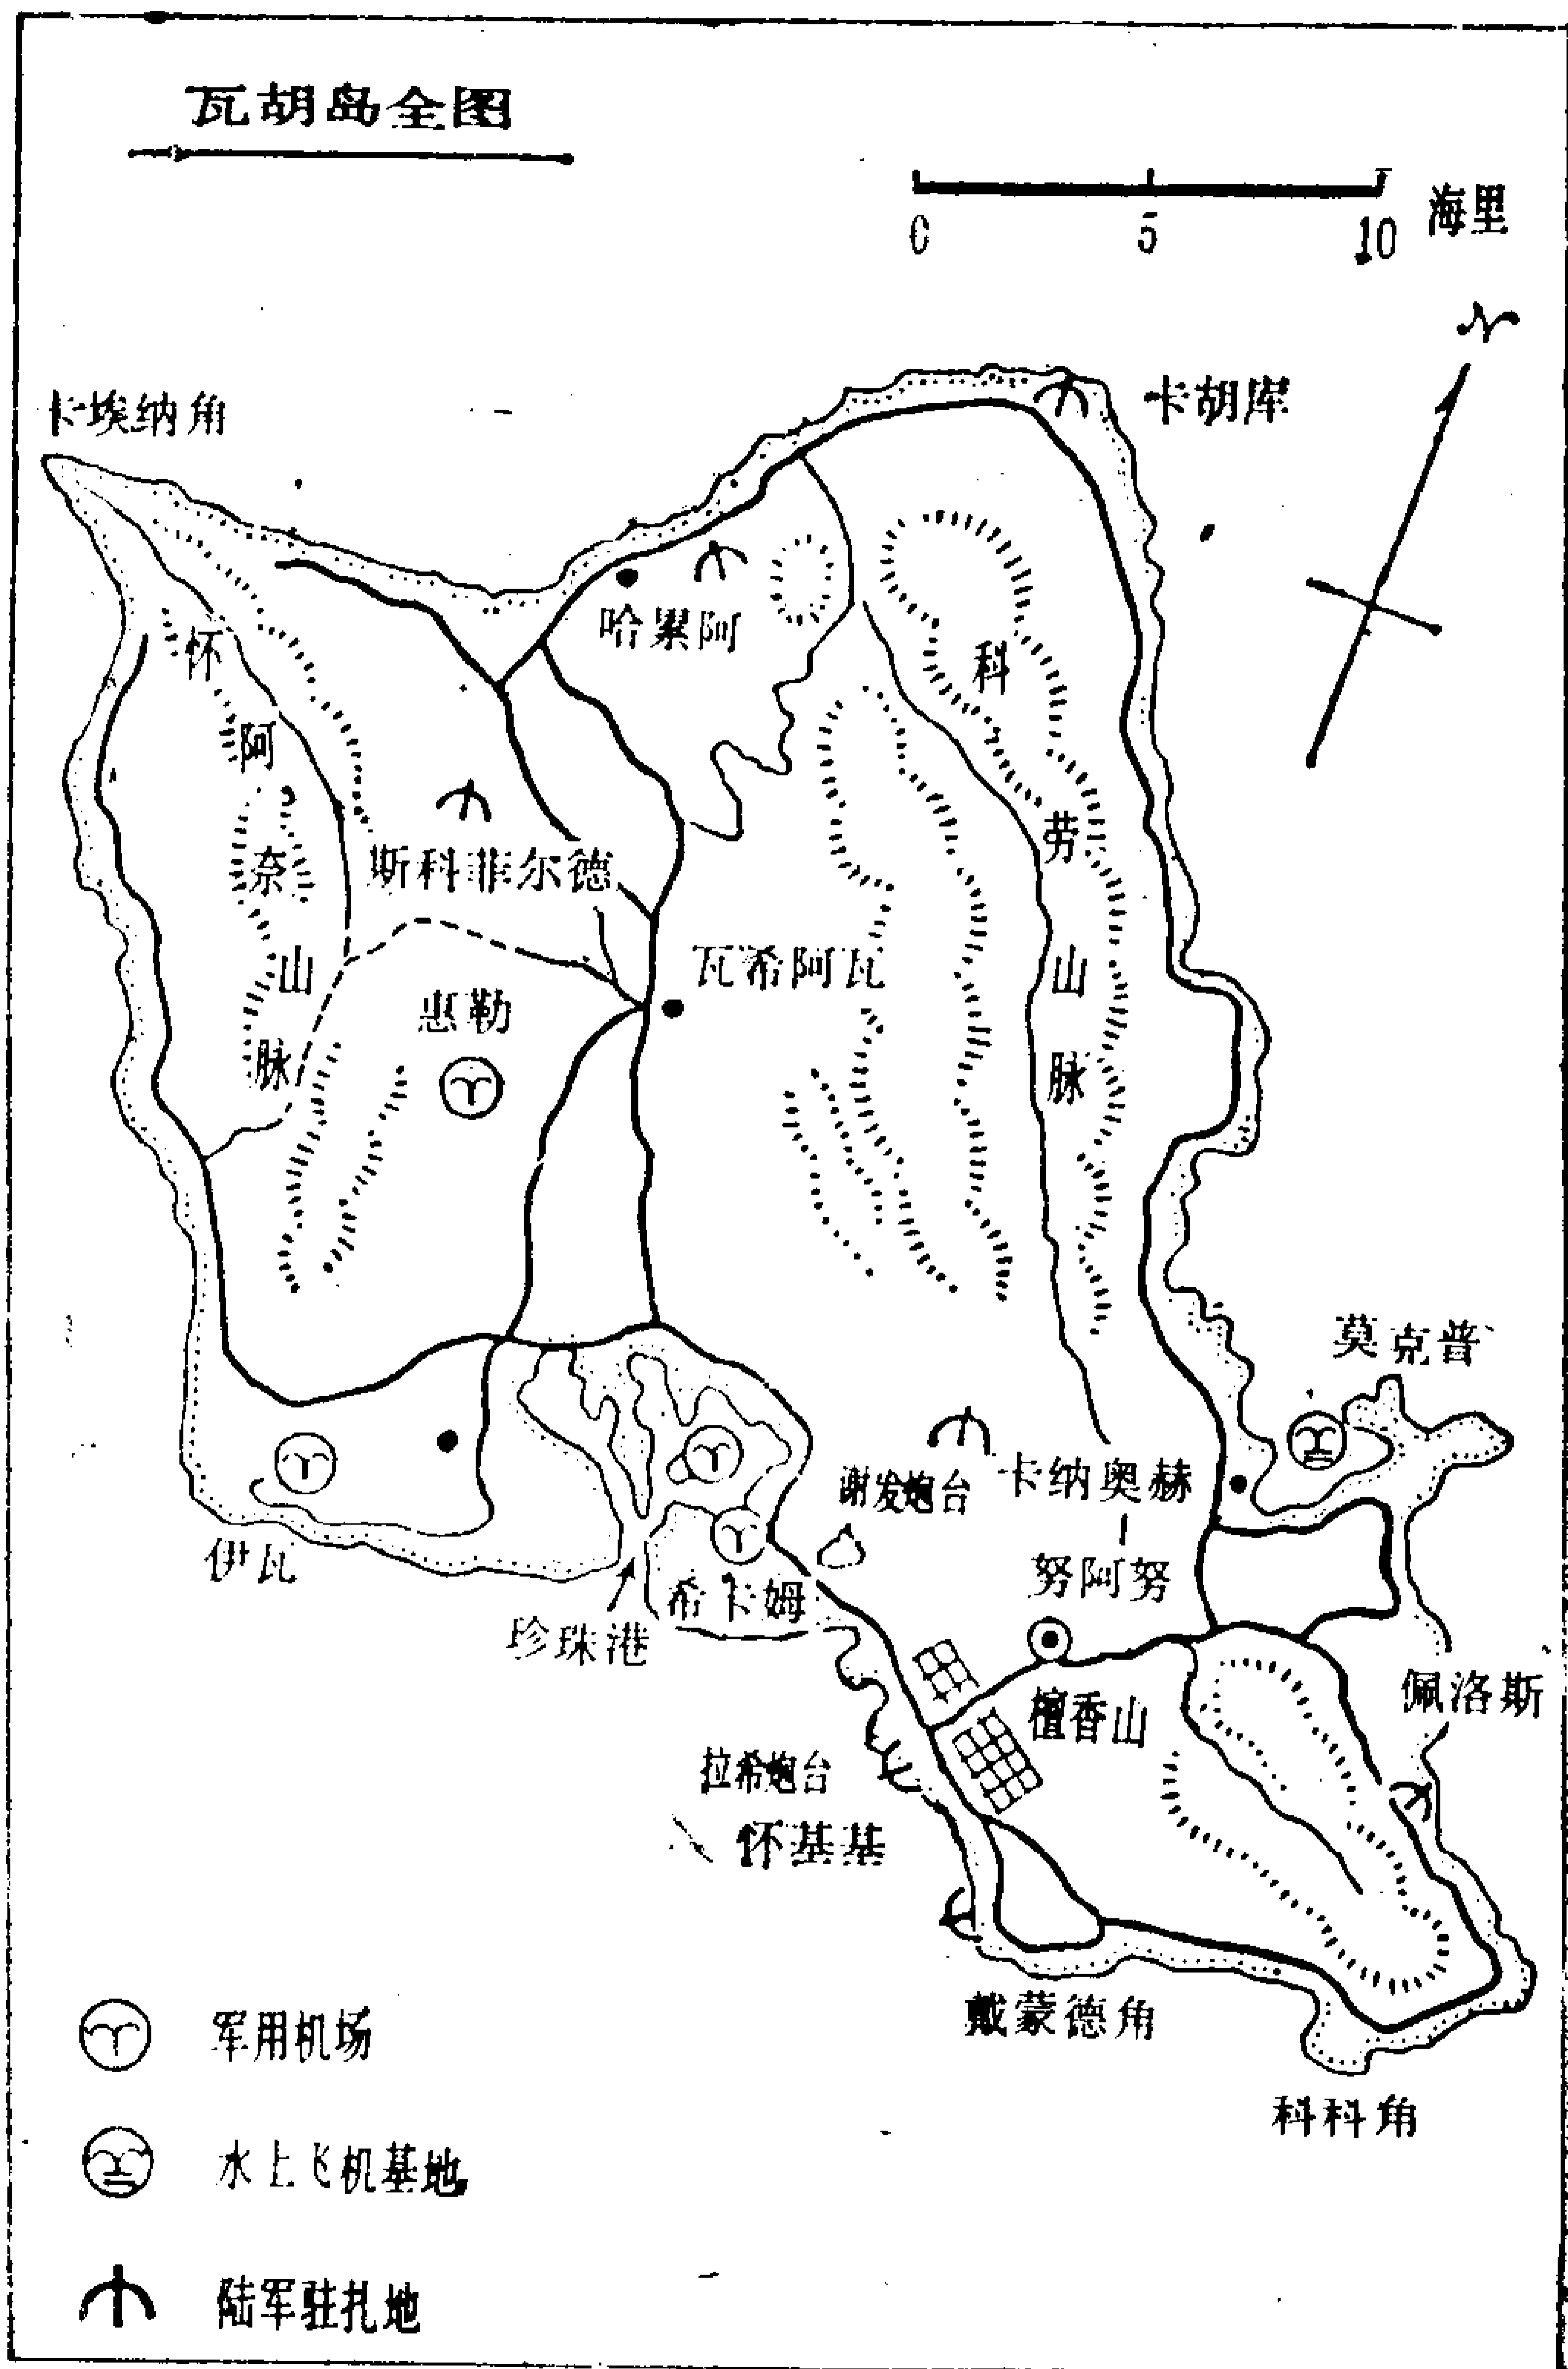 瓦胡岛全图
0 5 10 海里
N
卡埃纳角
卡胡库
哈累阿
怀阿奈山脉
科劳山脉
斯科菲尔德
瓦希阿瓦
惠勒
莫克普
谢发炮台
卡纳奥赫
伊瓦
努阿努
希卡姆
珍珠港
佩洛斯
檀香山
拉希炮台
怀基基
戴蒙德角
科科角
军用机场
水上飞机基地
陆军驻扎地